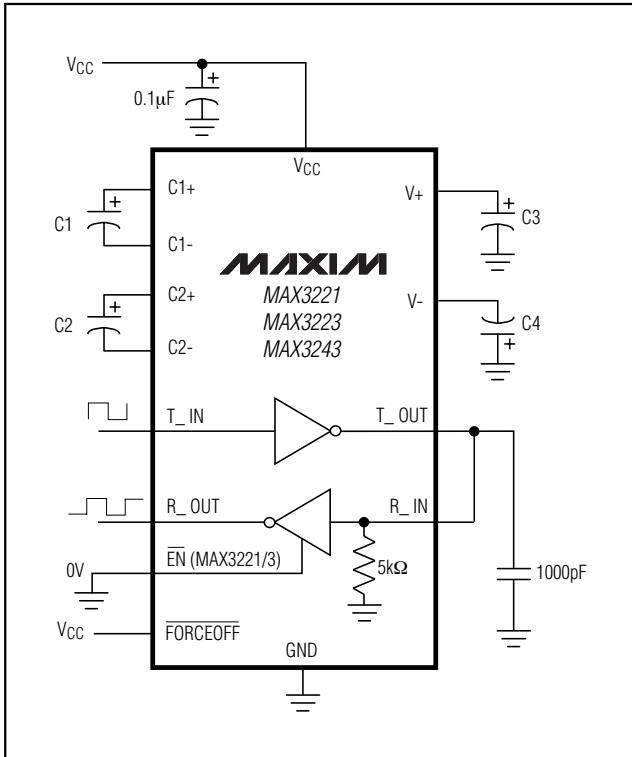 VCC
+
0.1µF
VCC
C1+
C1
+
C1-
C2+
C2
+
C2-
V+
+
C3
V-
C4
+
MAXIM
MAX3221
MAX3223
MAX3243
T_ IN
T_ OUT
R_ OUT
R_ IN
0V
EN (MAX3221/3)
5kΩ
1000pF
VCC
FORCEOFF
GND